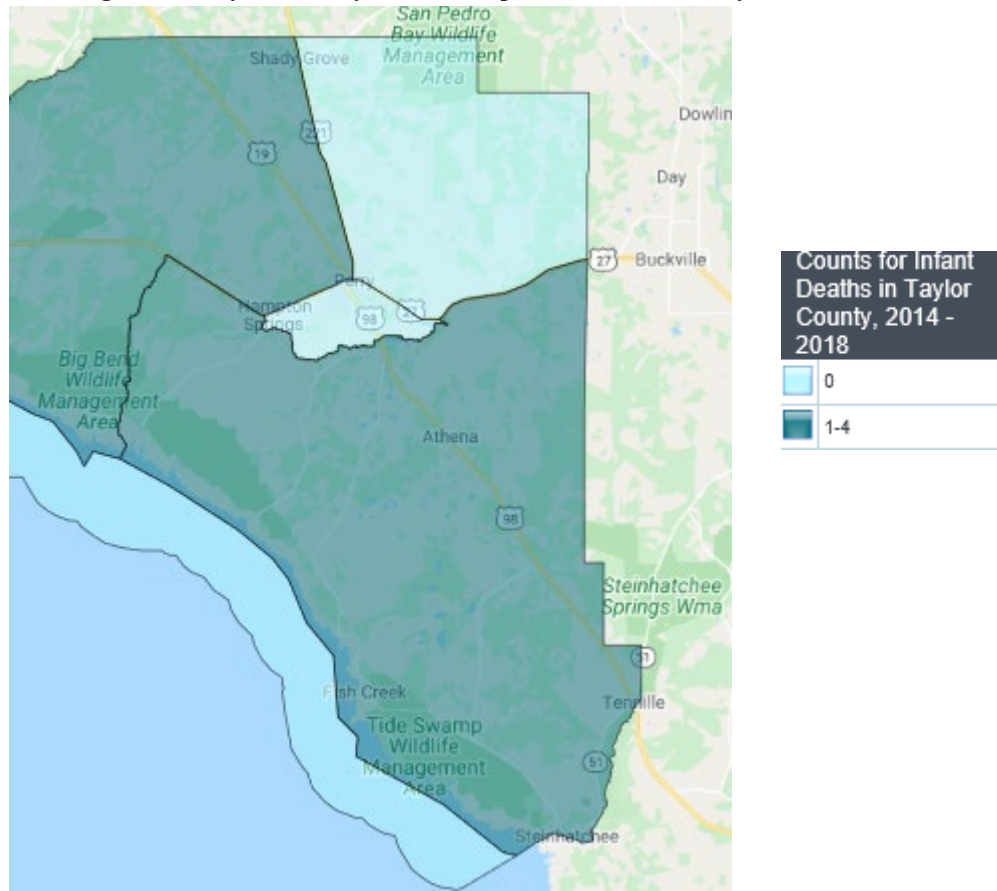 San Pedro
Bay Wildlife
Management
Area
Shady Grove
Dowlin
221
19
Day
27
Buckville
Perry
Hampton
Springs
98
27
Big Bend
Wildlife
Management
Area
Athena
98
Steinhatchee
Springs Wma
51
Fish Creek
Tennille
Tide Swamp
Wildlife
Management
Area
51
Steinhatchee
Counts for Infant
Deaths in Taylor
County, 2014 -
2018
0
1-4